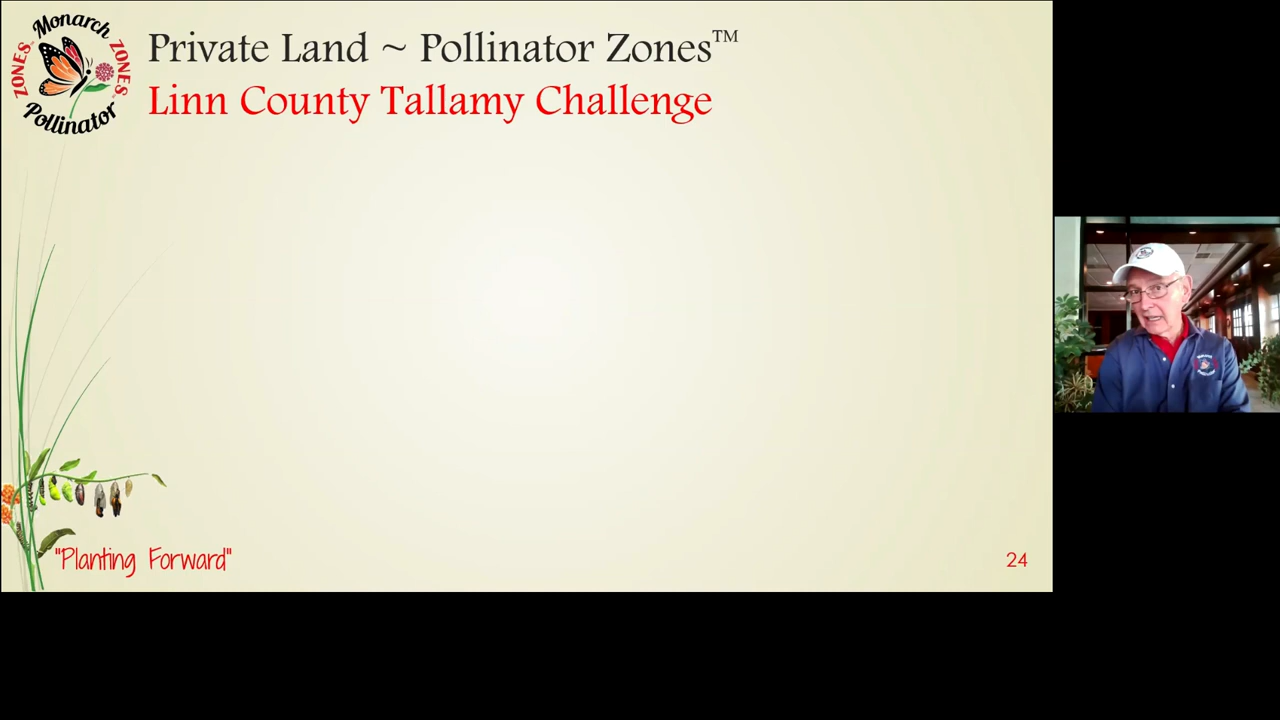 Monarch
ZONES
ZONES
Pollinator
Private Land ~ Pollinator Zones™
Linn County Tallamy Challenge
"Planting Forward"
24